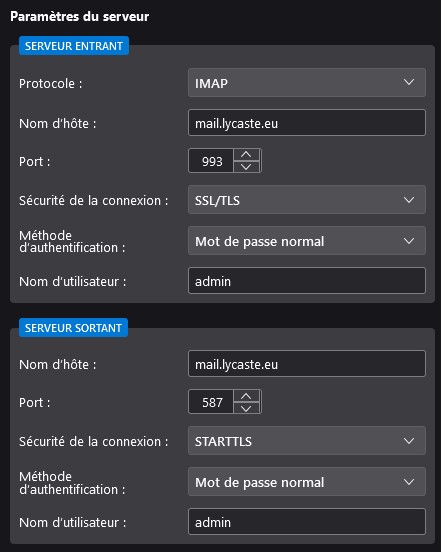 Paramètres du serveur
SERVEUR ENTRANT
Protocole :
IMAP
Nom d'hôte :
mail.lycaste.eu
Port :
993
Sécurité de la connexion :
SSL/TLS
Méthode
d'authentification :
Mot de passe normal
Nom d'utilisateur :
admin
SERVEUR SORTANT
Nom d'hôte :
mail.lycaste.eu
Port :
587
Sécurité de la connexion :
STARTTLS
Méthode
d'authentification :
Mot de passe normal
Nom d'utilisateur :
admin